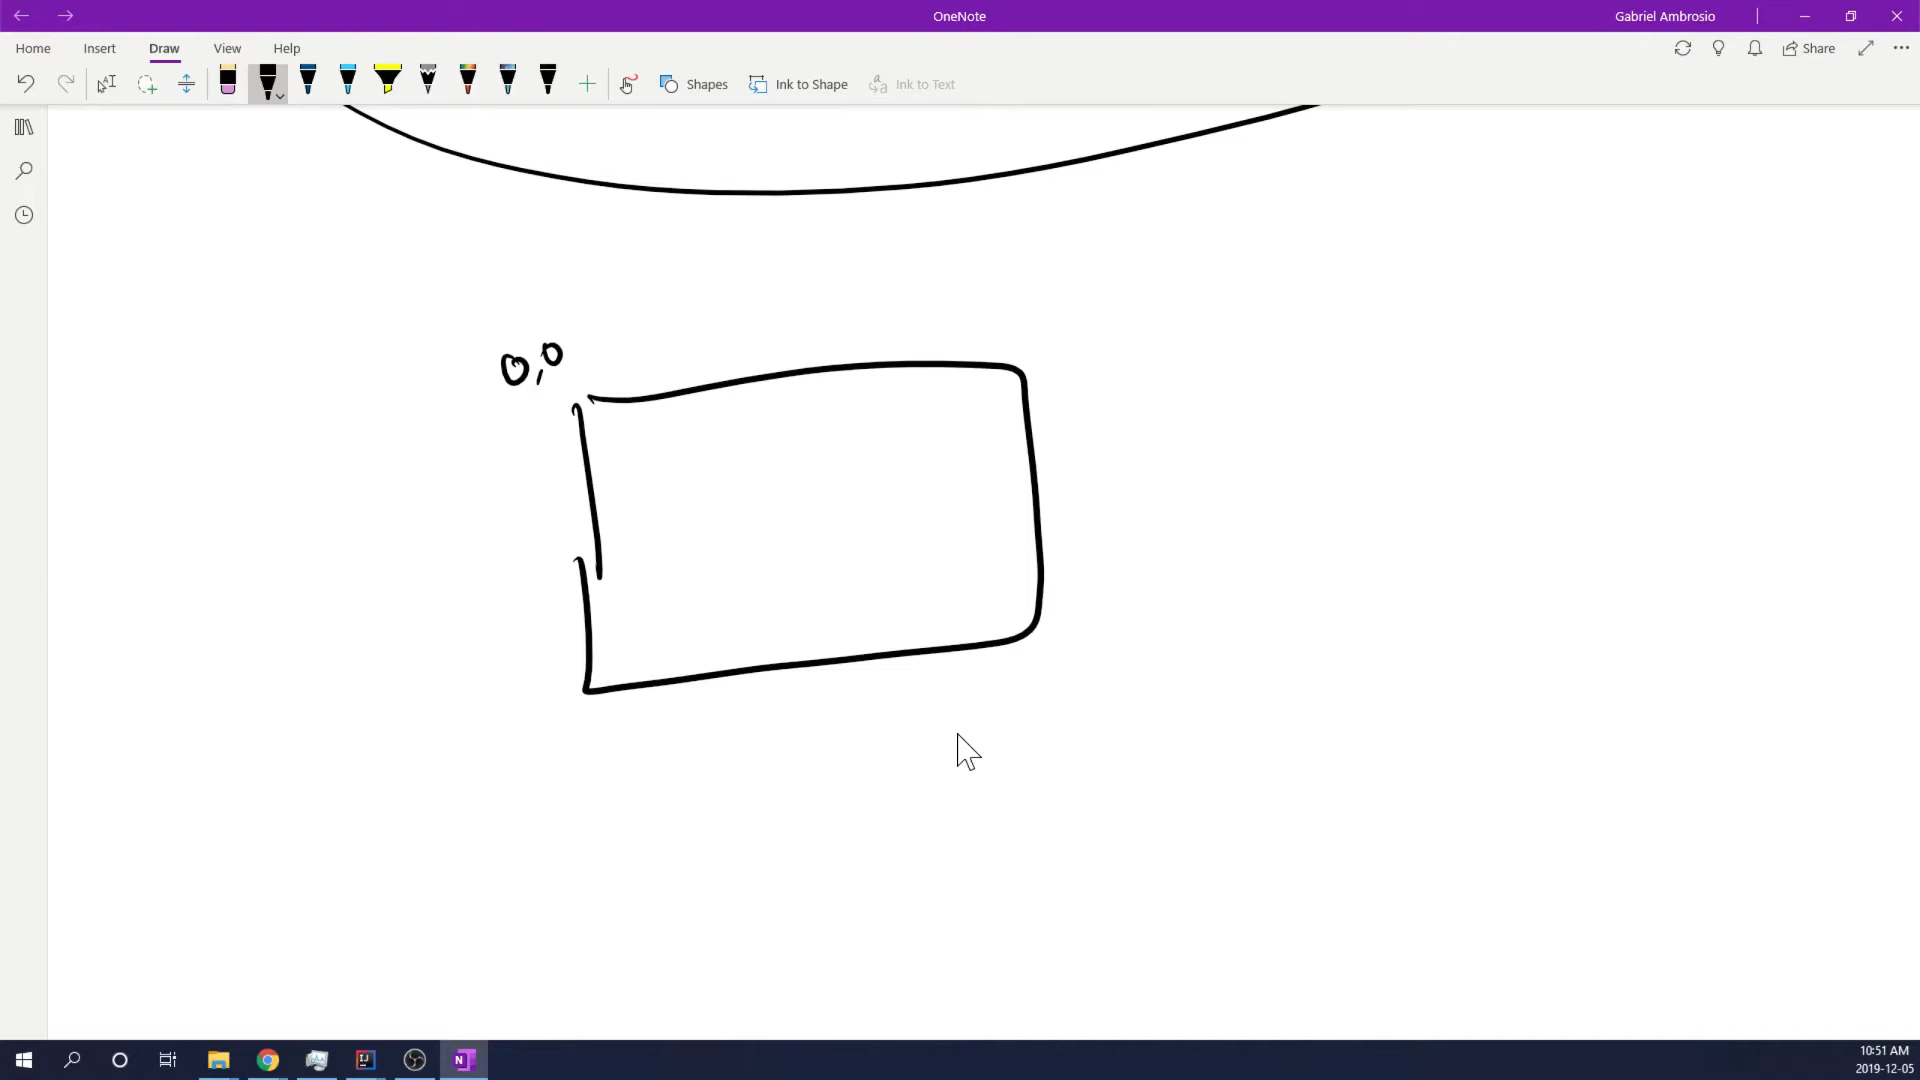 OneNote
Gabriel Ambrosio
Home Insert Draw View Help
Share
Shapes Ink to Shape Ink to Text
0,0
10:51 AM
2019-12-05